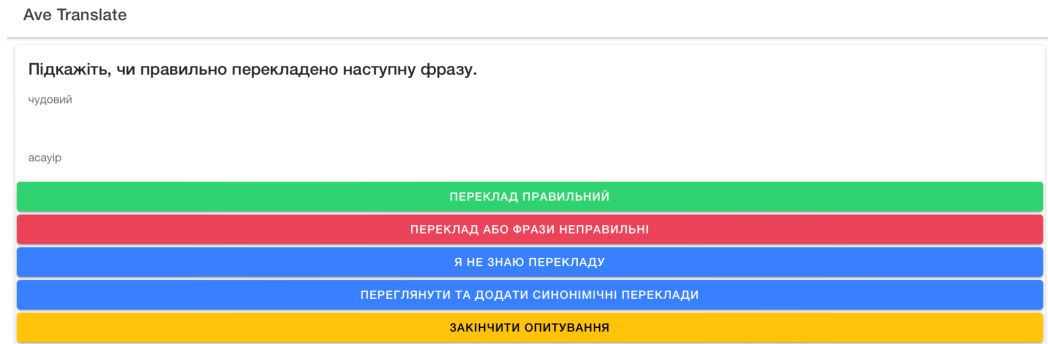 Ave Translate
Підкажіть, чи правильно перекладено наступну фразу.
чудовий
acayip
ПЕРЕКЛАД ПРАВИЛЬНИЙ
ПЕРЕКЛАД АБО ФРАЗИ НЕПРАВИЛЬНІ
Я НЕ ЗНАЮ ПЕРЕКЛАДУ
ПЕРЕГЛЯНУТИ ТА ДОДАТИ СИНОНІМІЧНІ ПЕРЕКЛАДИ
ЗАКІНЧИТИ ОПИТУВАННЯ